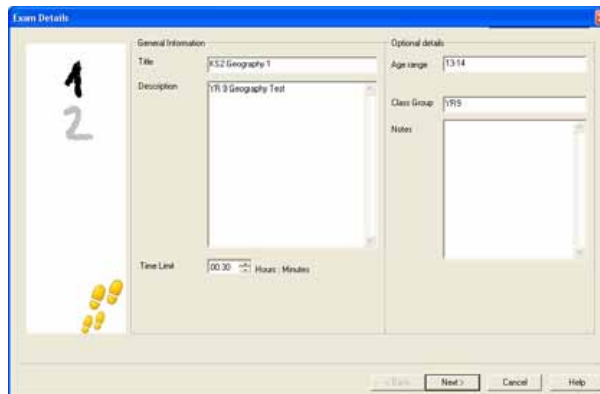 Exam Details
1
2
General Information
Title
KS2 Geography 1
Description
YR 9 Geography Test
Time Limit
00:30
Hours : Minutes
Optional details
Age range
13-14
Class Group
YR9
Notes
< Back
Next >
Cancel
Help